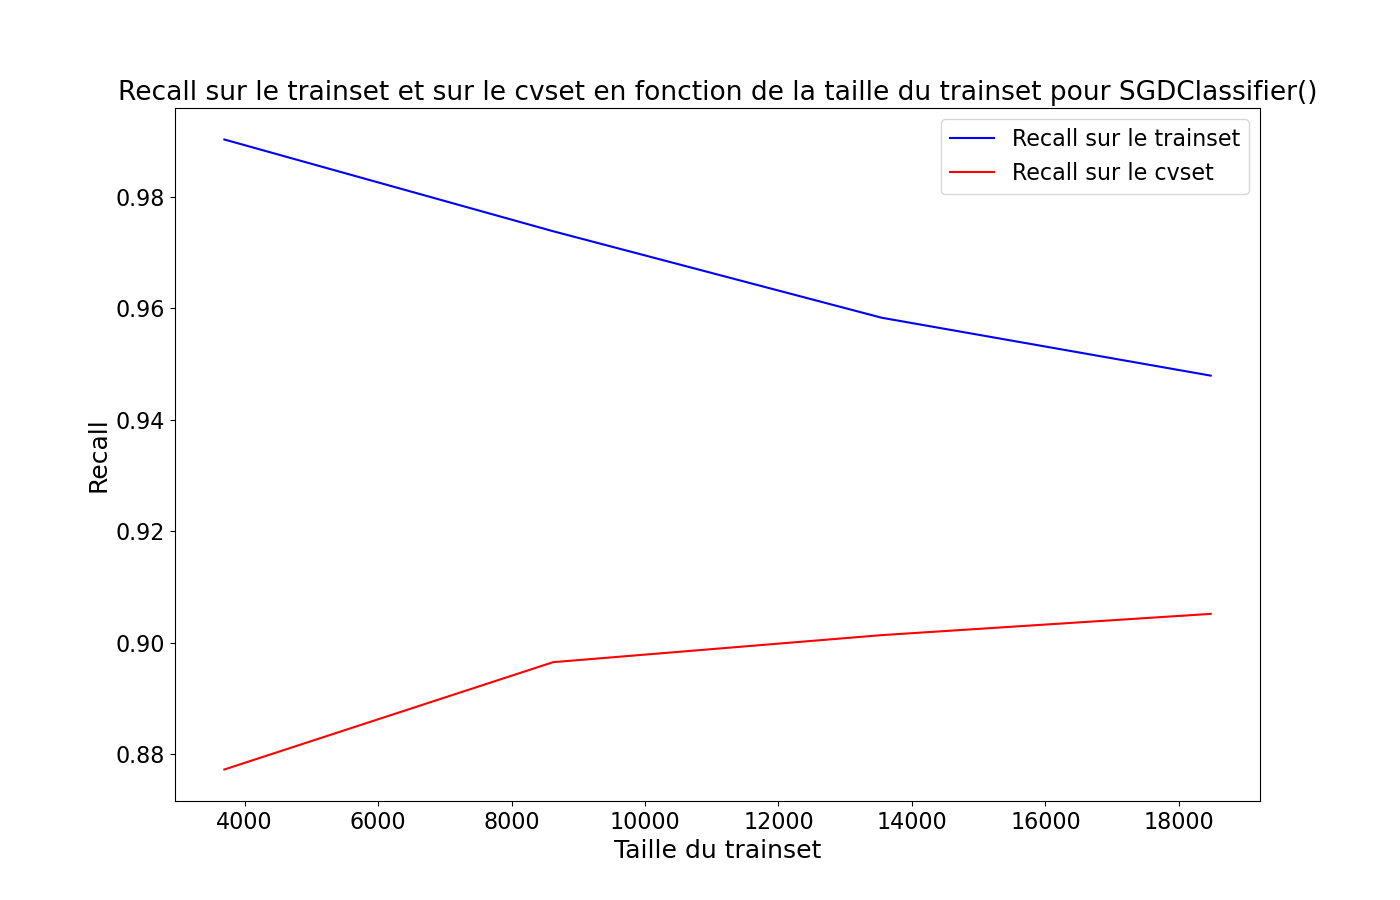 Recall sur le trainset et sur le cvset en fonction de la taille du trainset pour SGDClassifier()
Recall sur le trainset
Recall sur le cvset
0.98
0.96
0.94
0.92
0.90
0.88
Recall
4000 6000 8000 10000 12000 14000 16000 18000
Taille du trainset